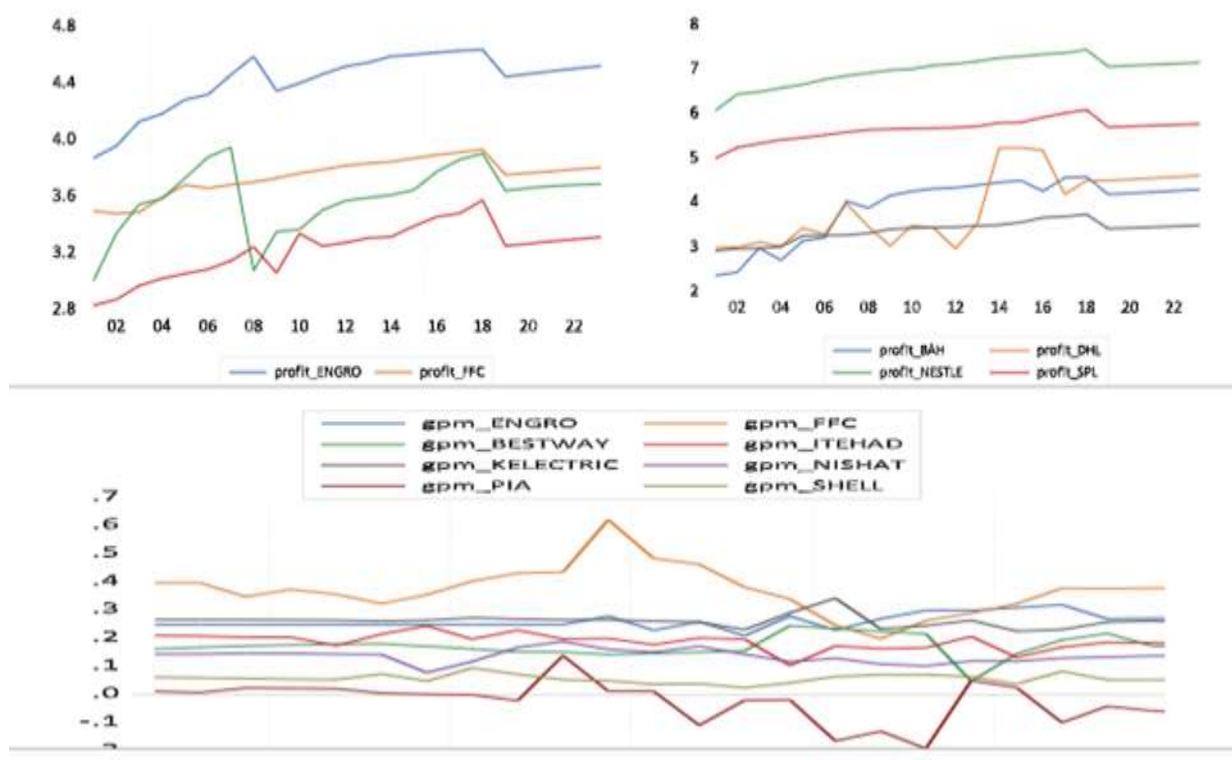 4.8
4.4
4.0
3.6
3.2
2.8
02 04 06 08 10 12 14 16 18 20 22
profit_ENGRO profit_FFC
8
7
6
5
4
3
2
02 04 06 08 10 12 14 16 18 20 22
profit_BAH profit_DHL
profit_NESTLE profit_SPL
gpm_ENGRO gpm_FFC
gpm_BESTWAY gpm_ITEHAD
gpm_KELECTRIC gpm_NISHAT
gpm_PIA gpm_SHELL
.7
.6
.5
.4
.3
.2
.1
.0
-.1